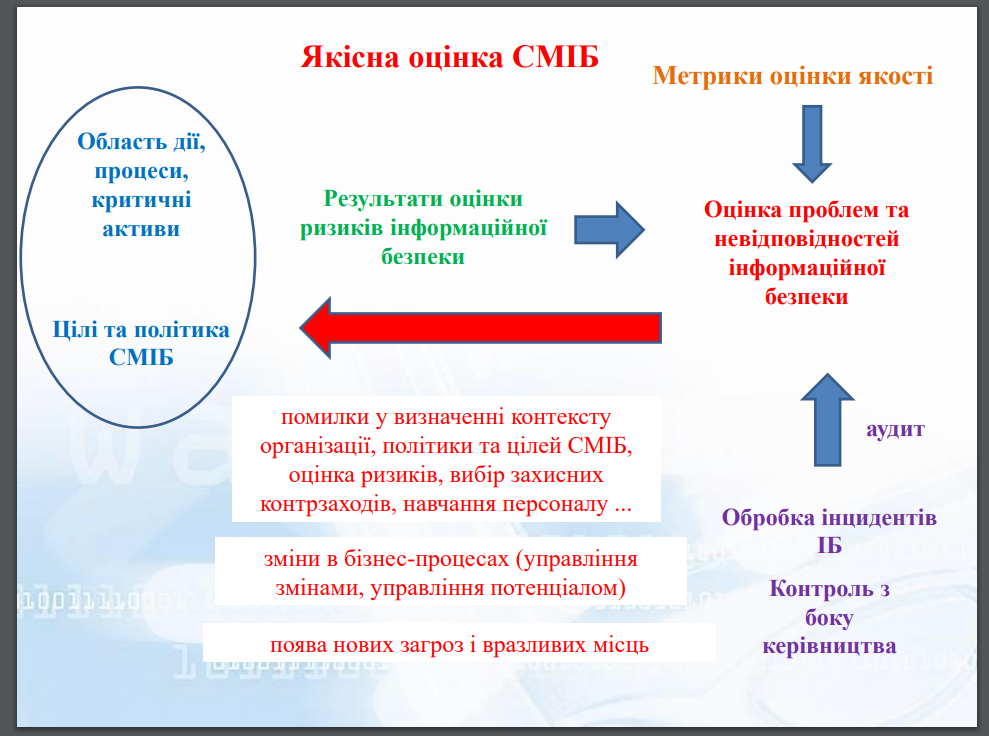 Якісна оцінка СМІБ
Метрики оцінки якості
Область дії,
процеси,
критичні
активи
Цілі та політика
СМІБ
Результати оцінки
ризиків інформаційної
безпеки
Оцінка проблем та
невідповідностей
інформаційної
безпеки
помилки у визначенні контексту
організації, політики та цілей СМІБ,
оцінка ризиків, вибір захисних
контрзаходів, навчання персоналу ...
зміни в бізнес-процесах (управління
змінами, управління потенціалом)
поява нових загроз і вразливих місць
аудит
Обробка інцидентів
ІБ
Контроль з
боку
керівництва